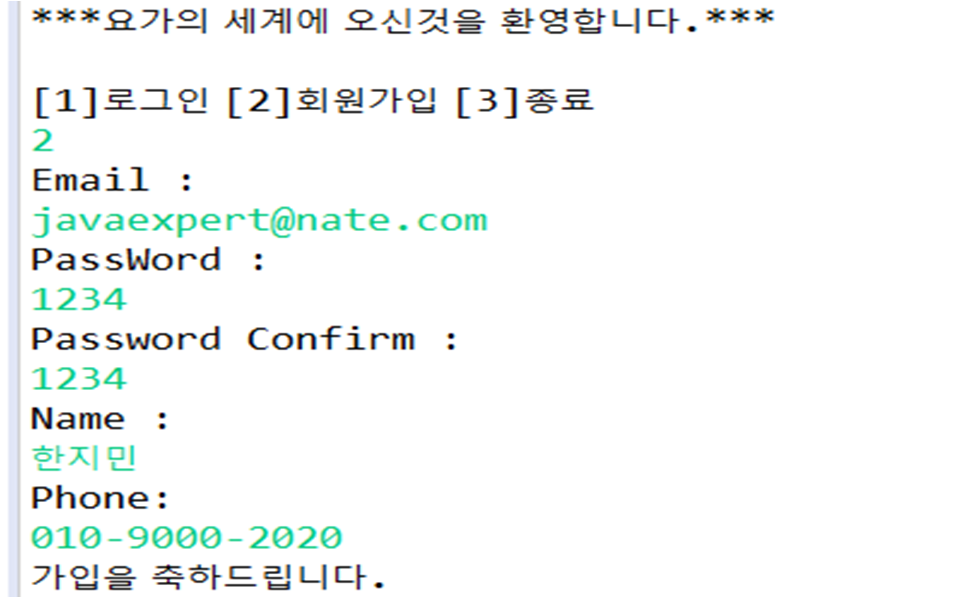 ***요가의 세계에 오신것을 환영합니다.***
[1]로그인 [2]회원가입 [3]종료
2
Email :
javaexpert@nate.com
PassWord :
1234
Password Confirm :
1234
Name :
한지민
Phone:
010-9000-2020
가입을 축하드립니다.